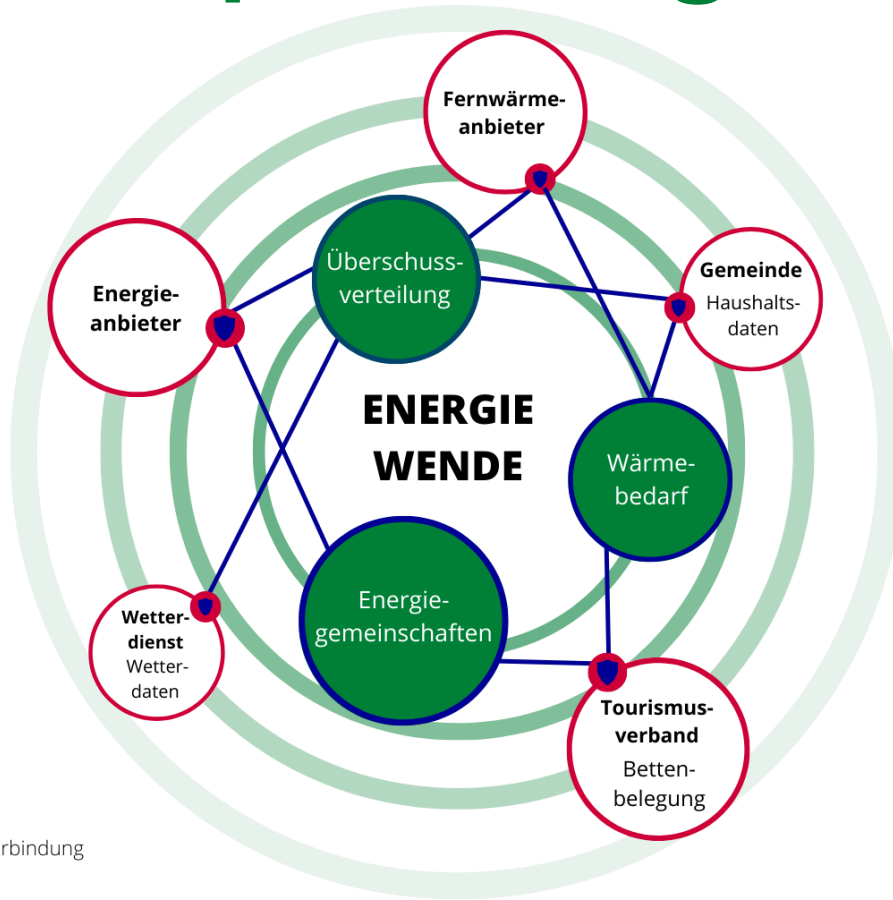 Fernwärme-
anbieter
Energie-
anbieter
Überschuss-
verteilung
Gemeinde
Haushalts-
daten
ENERGIE
WENDE
Wärme-
bedarf
Energie-
gemeinschaften
Wetter-
dienst
Wetter-
daten
Tourismus-
verband
Betten-
belegung
rbindung